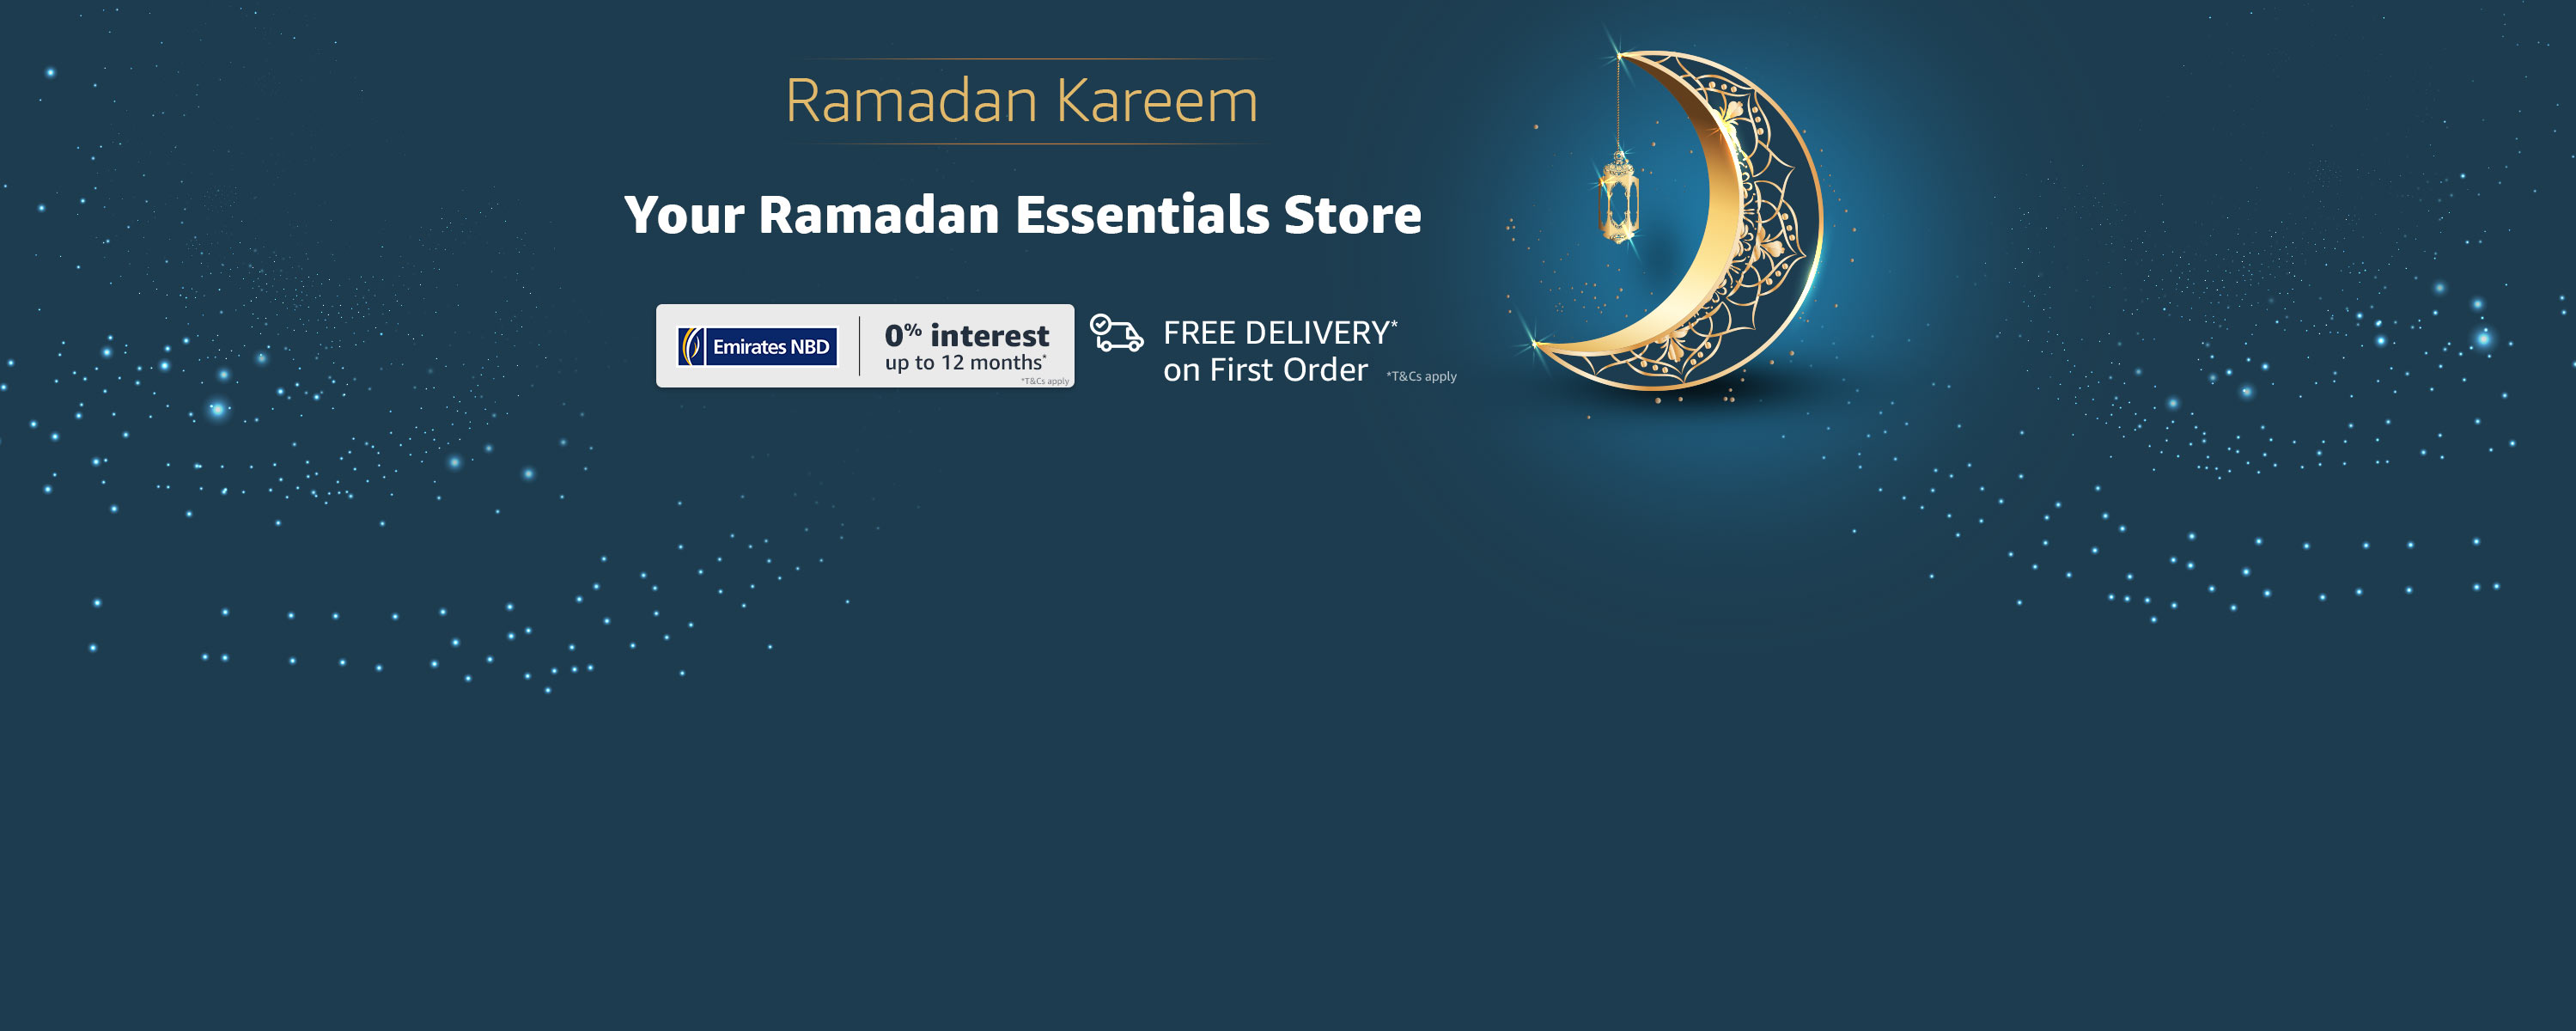 Ramadan Kareem
Your Ramadan Essentials Store
Emirates NBD
0% interest
up to 12 months*
*T&Cs apply
FREE DELIVERY*
on First Order
*T&Cs apply